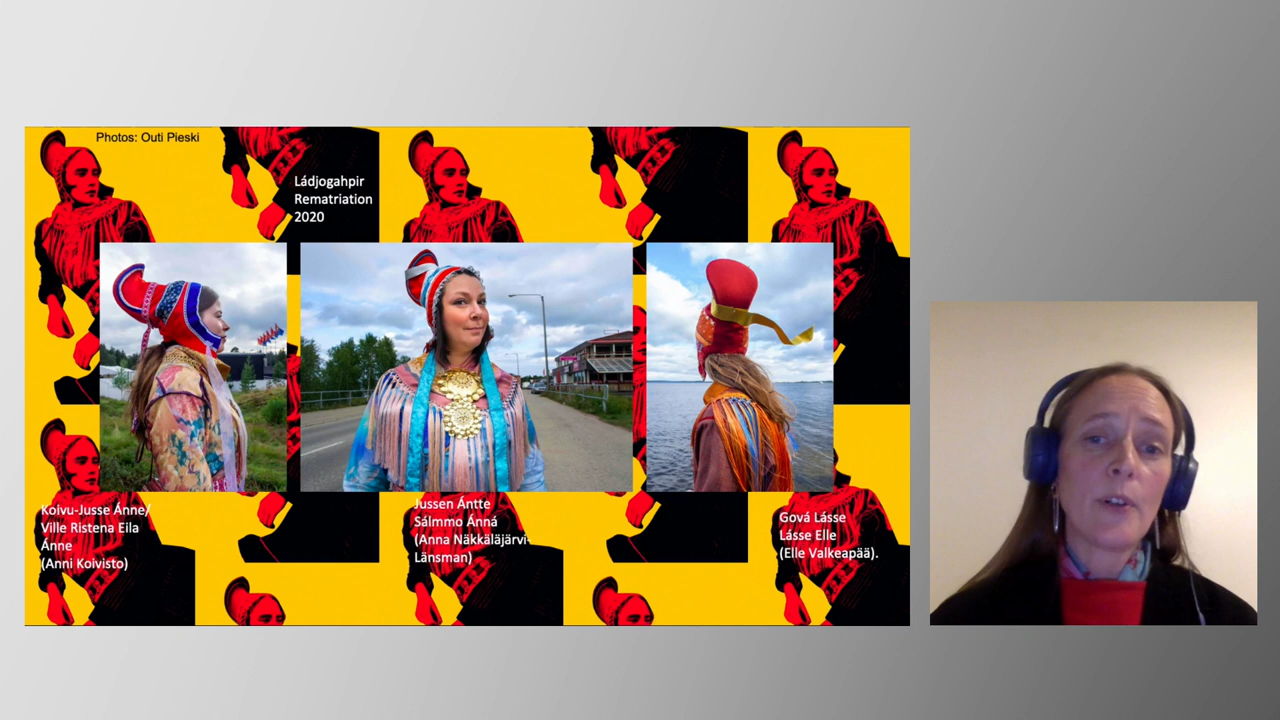 Photos: Outi Pieski
Ládjogahpir
Rematriation
2020
Koivu-Jusse Ánne/
Ville Ristena Eila
Ánne
(Anni Koivisto)
Jussen Ántte
Sálmmo Ánná
(Anna Näkkäläjärvi-
Länsman)
Gová Lásse
Lásse Elle
(Elle Valkeapää).